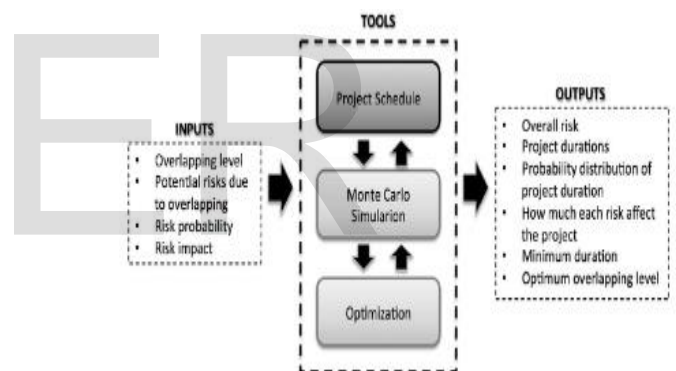 TOOLS
Project Schedule
Monte Carlo
Simularion
Optimization
INPUTS
• Overlapping level
• Potential risks due
to overlapping
• Risk probability
• Risk impact
OUTPUTS
• Overall risk
• Project durations
• Probability distribution of
project duration
• How much each risk affect
the project
• Minimum duration
• Optimum overlapping level
ER